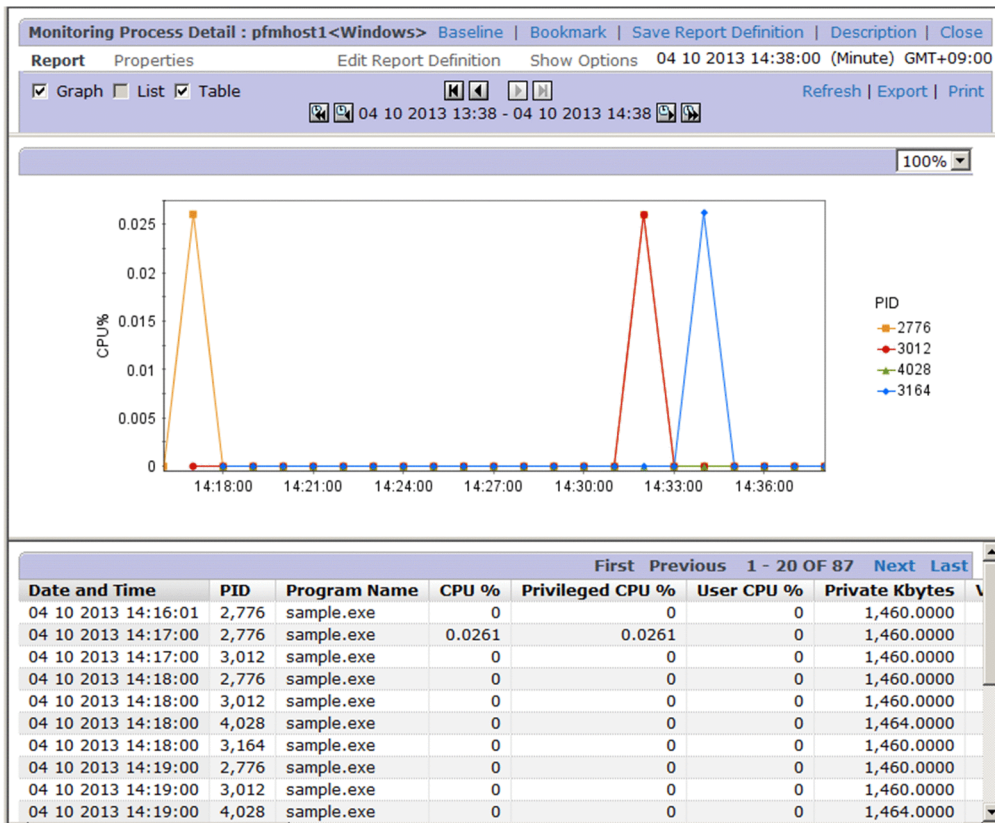 Monitoring Process Detail : pfmhost1<Windows> Baseline | Bookmark | Save Report Definition | Description | Close
Report Properties Edit Report Definition Show Options 04 10 2013 14:38:00 (Minute) GMT+09:00
Graph List Table Refresh | Export | Print
04 10 2013 13:38 - 04 10 2013 14:38
100%
0.025
0.02
0.015
0.01
0.005
0
CPU%
14:18:00 14:21:00 14:24:00 14:27:00 14:30:00 14:33:00 14:36:00
PID
2776
3012
4028
3164
First Previous 1 - 20 OF 87 Next Last
Date and Time PID Program Name CPU % Privileged CPU % User CPU % Private Kbytes
04 10 2013 14:16:01 2,776 sample.exe 0 0 0 1,460.0000
04 10 2013 14:17:00 2,776 sample.exe 0.0261 0.0261 0 1,460.0000
04 10 2013 14:17:00 3,012 sample.exe 0 0 0 1,460.0000
04 10 2013 14:18:00 2,776 sample.exe 0 0 0 1,460.0000
04 10 2013 14:18:00 3,012 sample.exe 0 0 0 1,460.0000
04 10 2013 14:18:00 4,028 sample.exe 0 0 0 1,464.0000
04 10 2013 14:18:00 3,164 sample.exe 0 0 0 1,460.0000
04 10 2013 14:19:00 2,776 sample.exe 0 0 0 1,460.0000
04 10 2013 14:19:00 3,012 sample.exe 0 0 0 1,460.0000
04 10 2013 14:19:00 4,028 sample.exe 0 0 0 1,464.0000